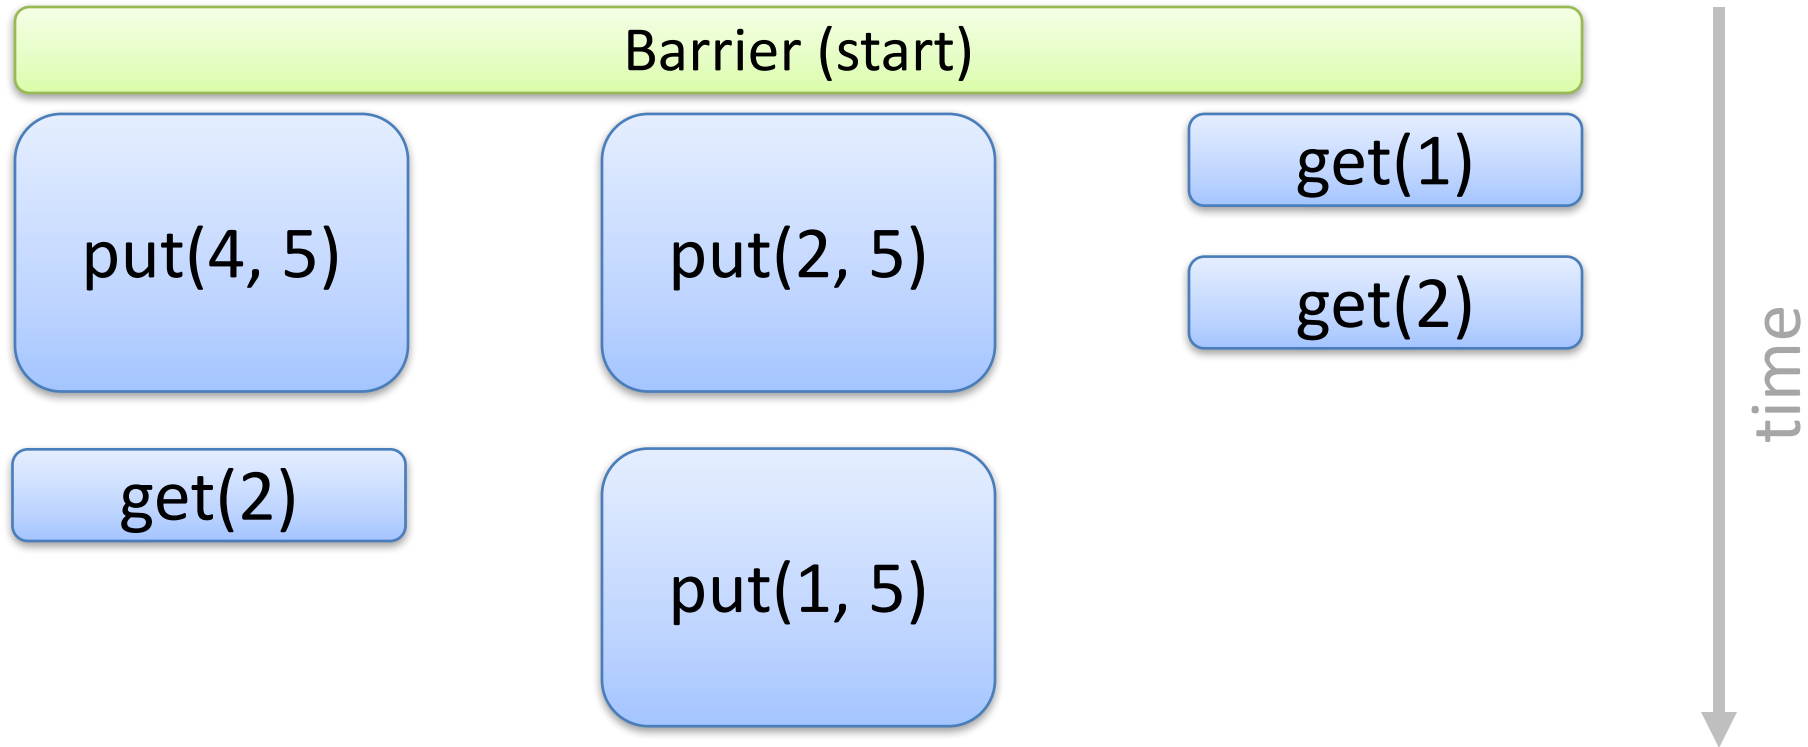 Barrier (start)
put(4, 5)
put(2, 5)
get(1)
get(2)
get(2)
put(1, 5)
time